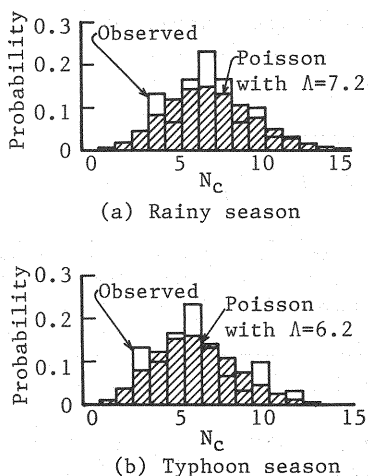 Probability
0.3
0.2
0.1
0
Observed
Poisson
with Λ=7.2
0 5 10 15
N_C
(a) Rainy season
Probability
0.3
0.2
0.1
0
Observed
Poisson
with Λ=6.2
0 5 10 15
N_C
(b) Typhoon season